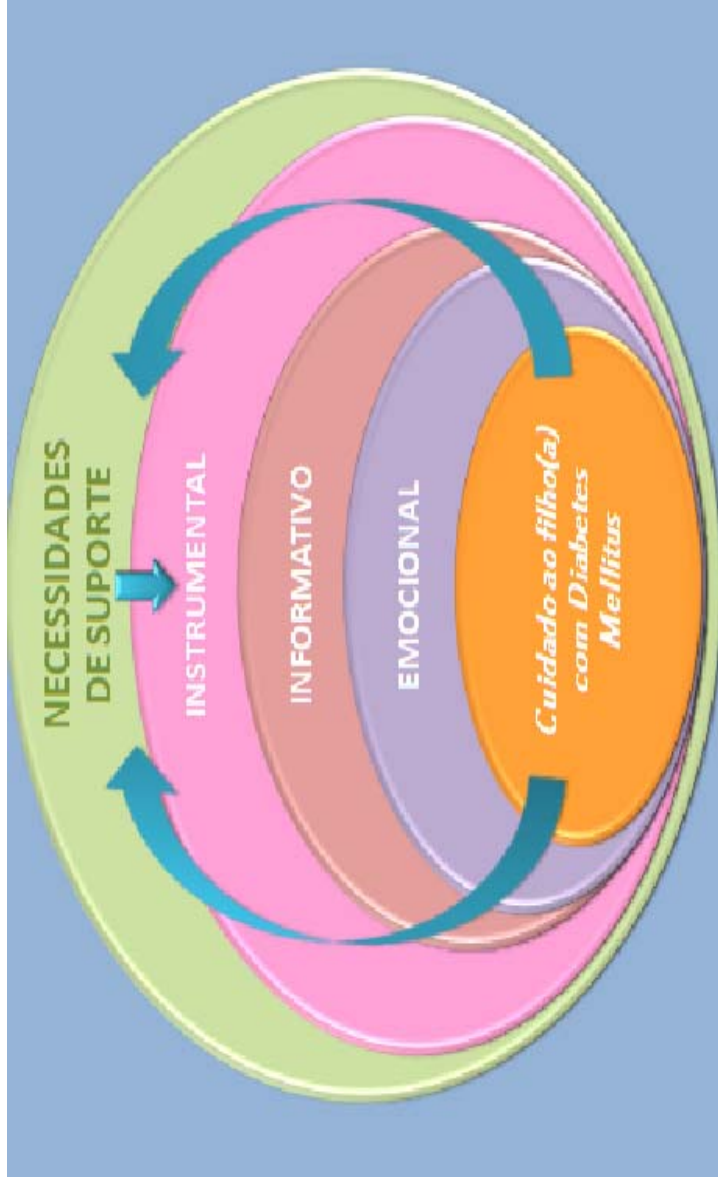 NECESSIDADES
DE SUPORTE
INSTRUMENTAL
INFORMATIVO
EMOCIONAL
Cuidado ao filho(a)
com Diabetes
Mellitus